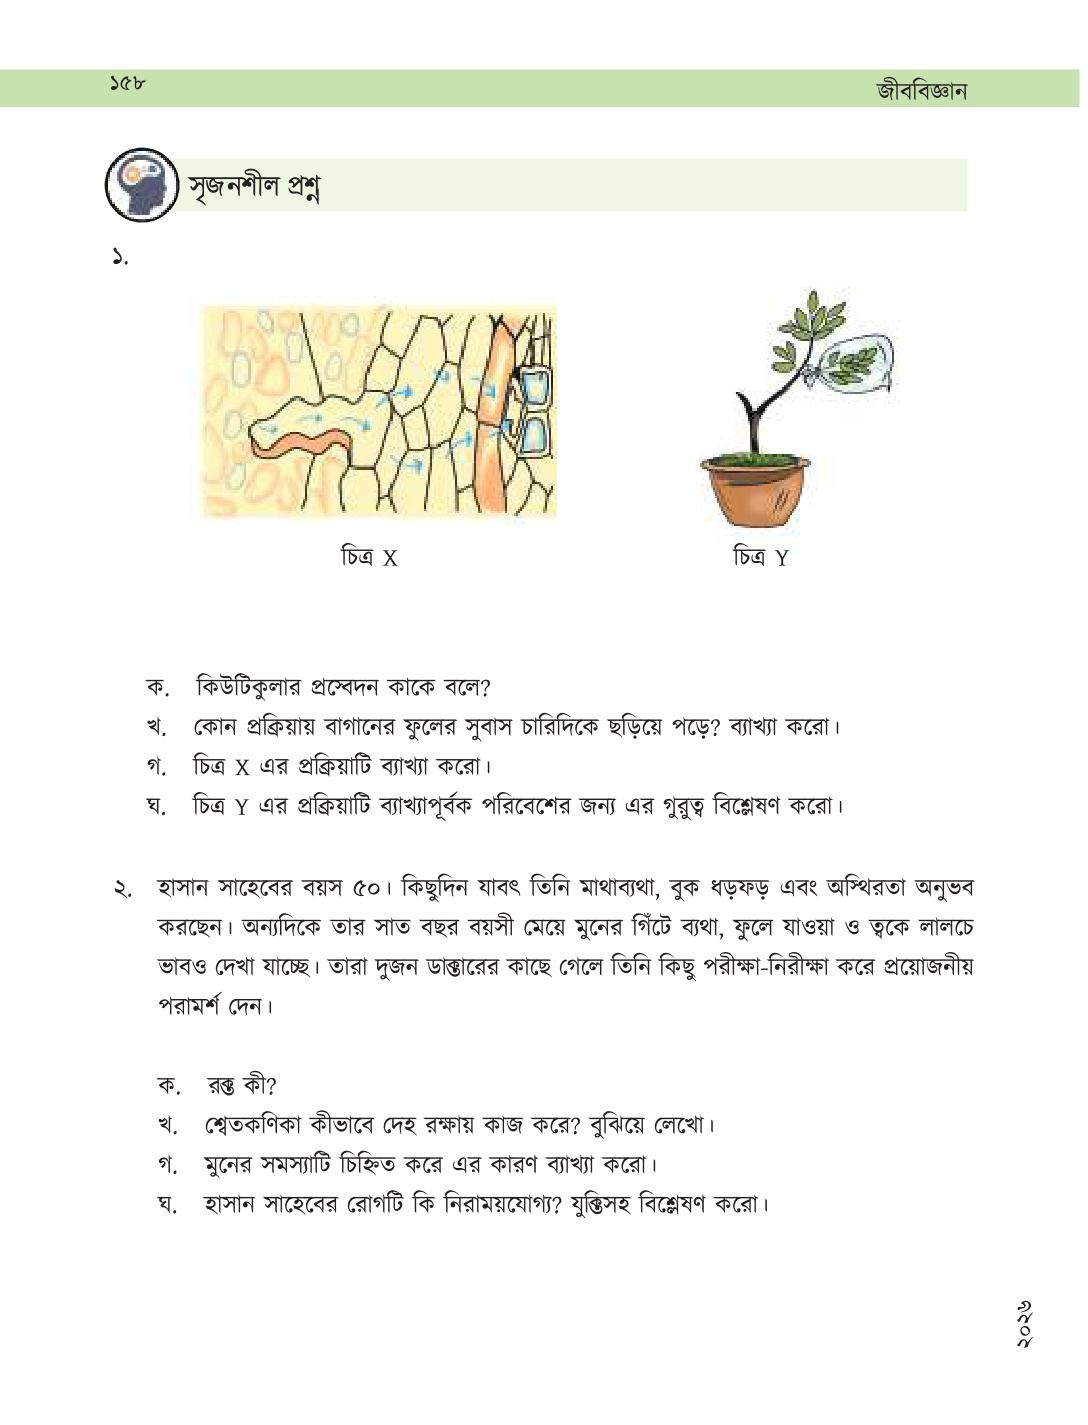 ১৫৮
জীববিজ্ঞান
সৃজনশীল প্রশ্ন
১.
চিত্র X
চিত্র Y
ক. কিউটিকুলার প্রস্বেদন কাকে বলে?
খ. কোন প্রক্রিয়ায় বাগানের ফুলের সুবাস চারিদিকে ছড়িয়ে পড়ে? ব্যাখ্যা করো।
গ. চিত্র X এর প্রক্রিয়াটি ব্যাখ্যা করো।
ঘ. চিত্র Y এর প্রক্রিয়াটি ব্যাখ্যাপূর্বক পরিবেশের জন্য এর গুরুত্ব বিশ্লেষণ করো।
২. হাসান সাহেবের বয়স ৫০। কিছুদিন যাবৎ তিনি মাথাব্যথা, বুক ধড়ফড় এবং অস্থিরতা অনুভব
করছেন। অন্যদিকে তার সাত বছর বয়সী মেয়ে মুনের গিঁটে ব্যথা, ফুলে যাওয়া ও ত্বকে লালচে
ভাবও দেখা যাচ্ছে। তারা দুজন ডাক্তারের কাছে গেলে তিনি কিছু পরীক্ষা-নিরীক্ষা করে প্রয়োজনীয়
পরামর্শ দেন।
ক. রক্ত কী?
খ. শ্বেতকণিকা কীভাবে দেহ রক্ষায় কাজ করে? বুঝিয়ে লেখো।
গ. মুনের সমস্যাটি চিহ্নিত করে এর কারণ ব্যাখ্যা করো।
ঘ. হাসান সাহেবের রোগটি কি নিরাময়যোগ্য? যুক্তিসহ বিশ্লেষণ করো।
২০২৬